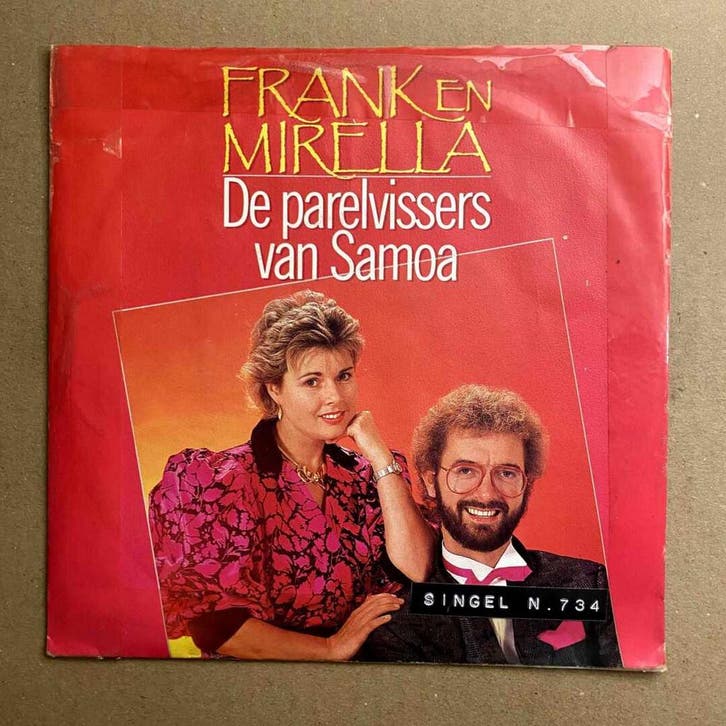 FRANK EN
MIRELLA
De parelvissers
van Samoa
SINGEL N.734